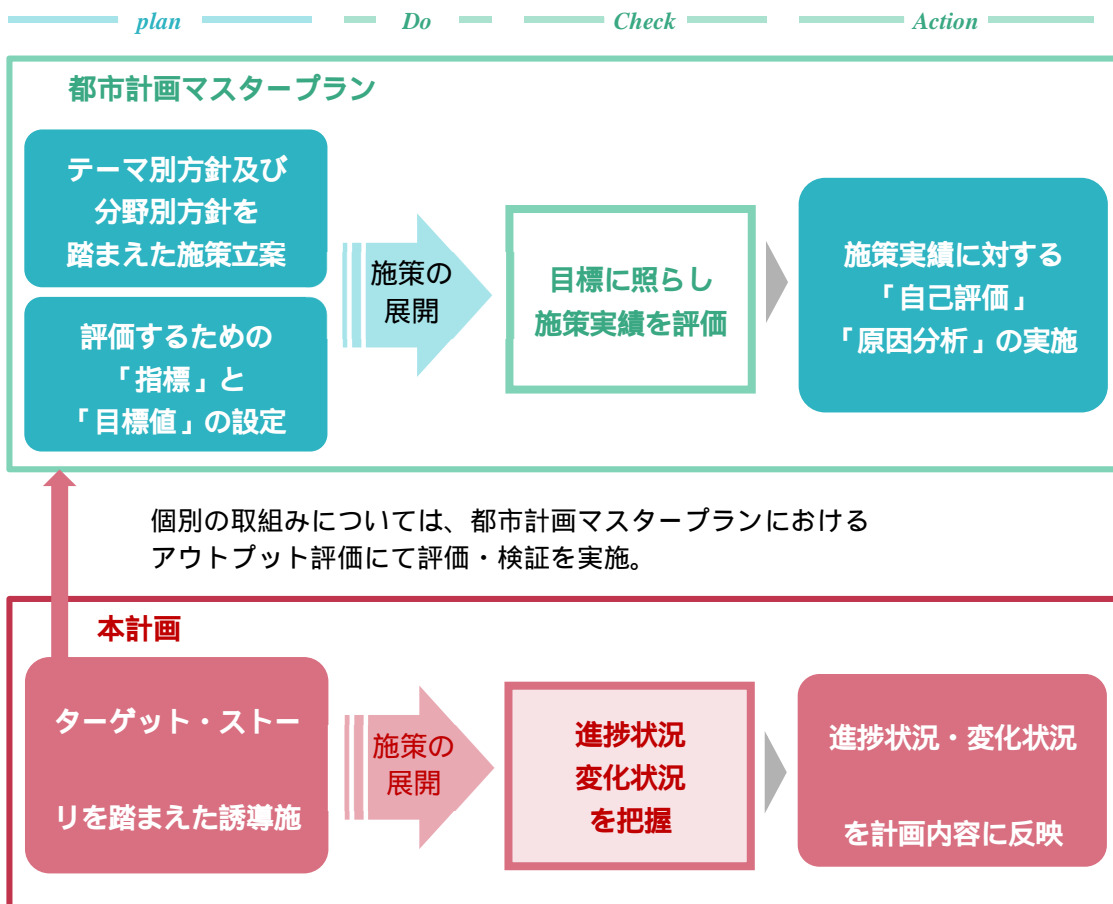 plan Do Check Action
都市計画マスタープラン
テーマ別方針及び
分野別方針を
踏まえた施策立案
評価するための
「指標」と
「目標値」の設定
施策の
展開
目標に照らし
施策実績を評価
施策実績に対する
「自己評価」
「原因分析」の実施
個別の取組みについては、都市計画マスタープランにおける
アウトプット評価にて評価・検証を実施。
本計画
ターゲット・ストー
リを踏まえた誘導施
施策の
展開
進捗状況
変化状況
を把握
進捗状況・変化状況
を計画内容に反映